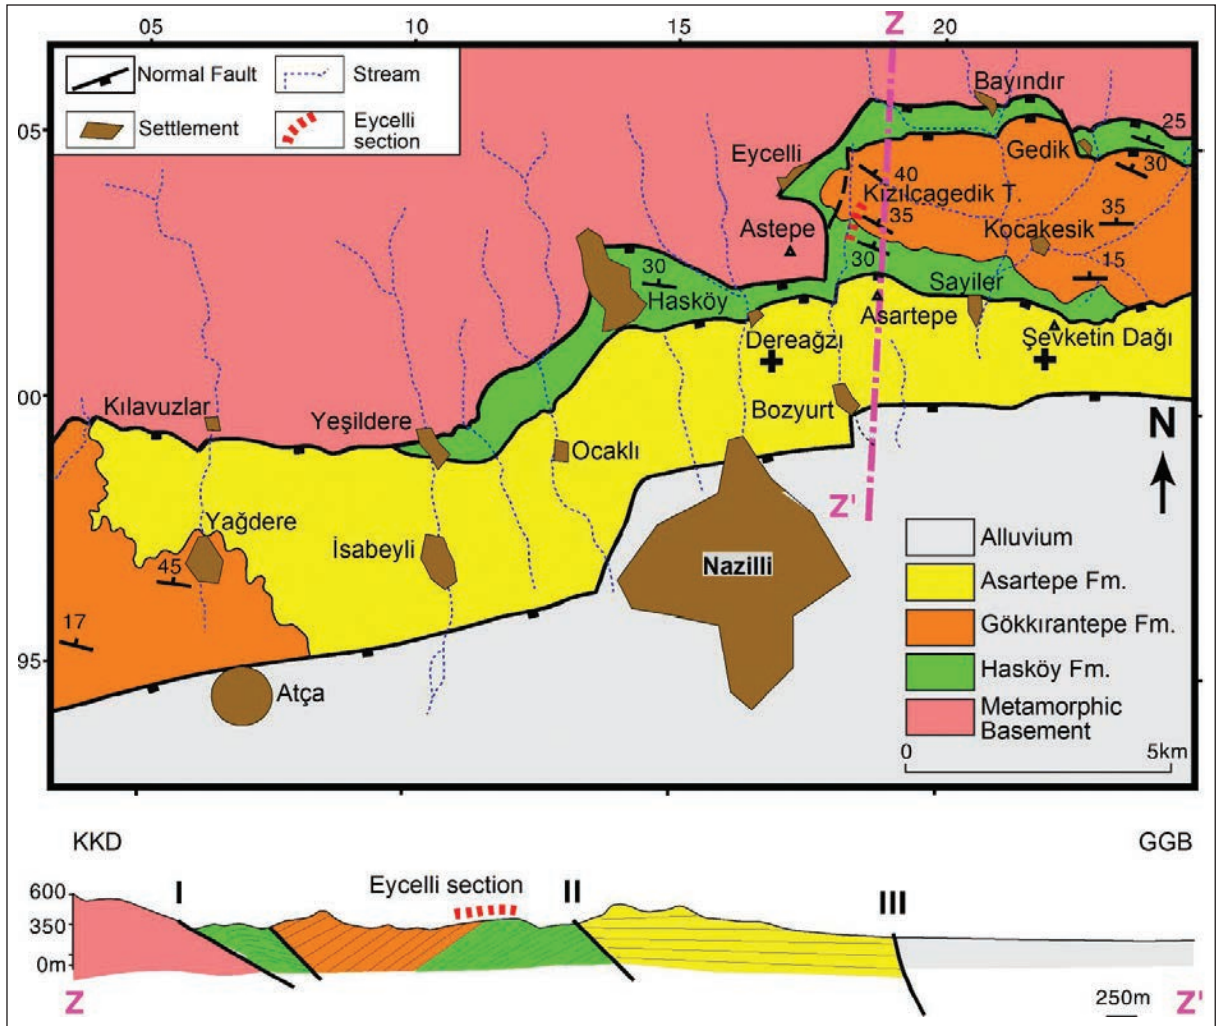 05
10
15
Z
20
Normal Fault
Stream
Settlement
Eycelli
section
05
Bayındır
25
Gedik
30
Eycelli
40
Kızılcagedik T.
35
35
Astepe
Kocakesik
30
15
30
Hasköy
Sayiler
Asartepe
Dereağzı
Şevketin Dağı
00
Kılavuzlar
Yeşildere
Bozyurt
Ocaklı
N
Z'
Yağdere
İsabeyli
Nazilli
45
17
95
Atça
Alluvium
Asartepe Fm.
Gökkırantepe Fm.
Hasköy Fm.
Metamorphic
Basement
0
5km
KKD
GGB
600
I
Eycelli section
II
III
350
0m
Z
250m
Z'